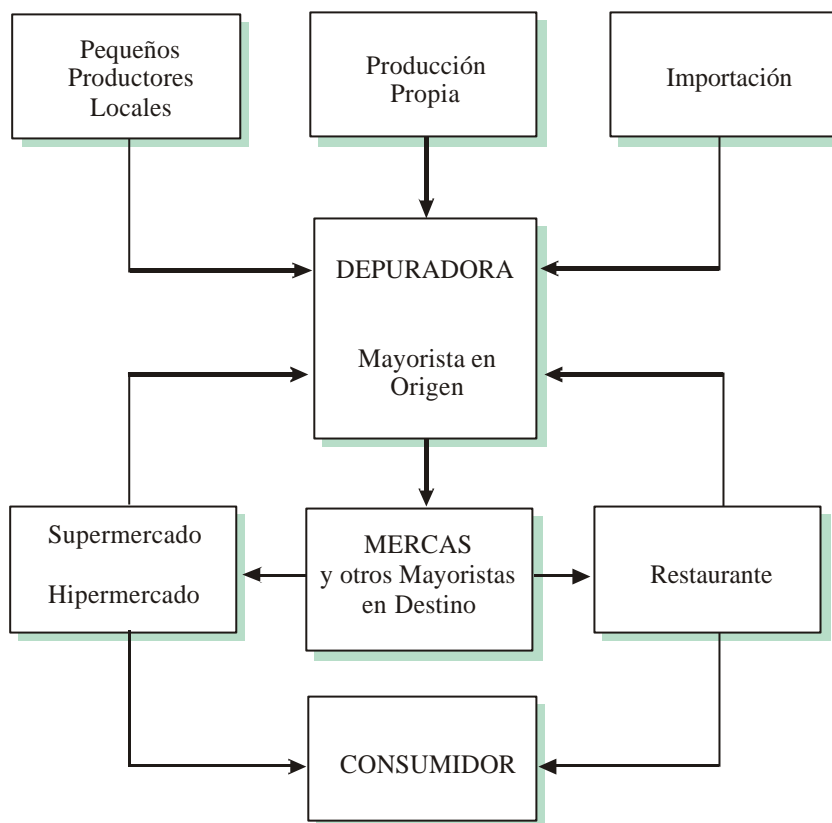 Pequeños
Productores
Locales
Producción
Propia
Importación
DEPURADORA
Mayorista en
Origen
Supermercado
Hipermercado
MERCAS
y otros Mayoristas
en Destino
Restaurante
CONSUMIDOR